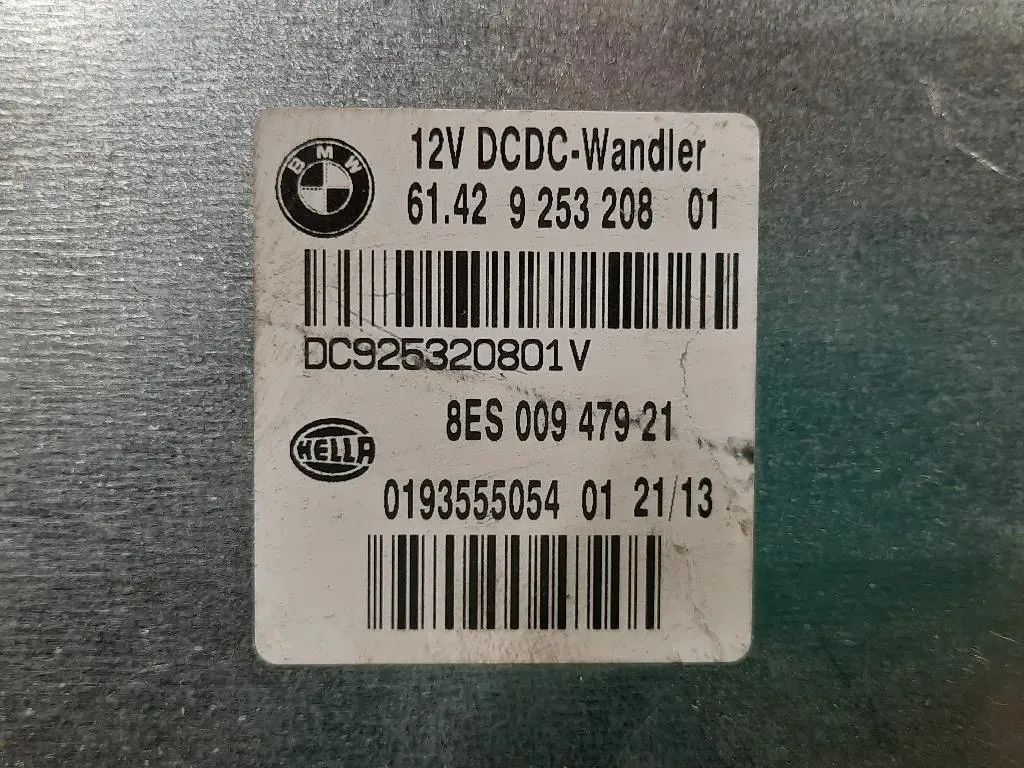 BMW
12V DCDC-Wandler
61.42 9 253 208 01
DC925320801V
8ES 009 479 21
HELLA
0193555054 01 21/13